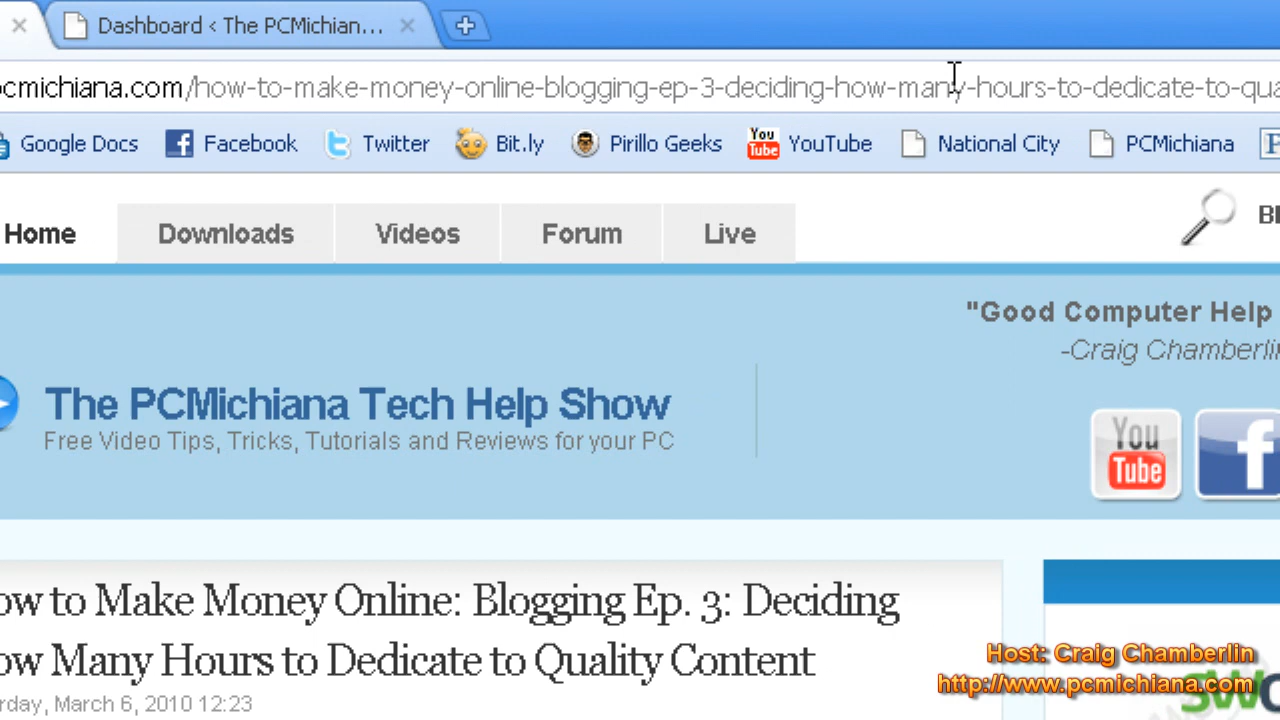 Dashboard < The PCMichian...
pcmichiana.com/how-to-make-money-online-blogging-ep-3-deciding-how-many-hours-to-dedicate-to-qua
Google Docs Facebook Twitter Bit.ly Pirillo Geeks You Tube YouTube National City PCMichiana
Home Downloads Videos Forum Live
"Good Computer Help
-Craig Chamberlin
The PCMichiana Tech Help Show
Free Video Tips, Tricks, Tutorials and Reviews for your PC
You
Tube
f
ow to Make Money Online: Blogging Ep. 3: Deciding
ow Many Hours to Dedicate to Quality Content
rday, March 6, 2010 12:23
Host: Craig Chamberlin
http://www.pcmichiana.com